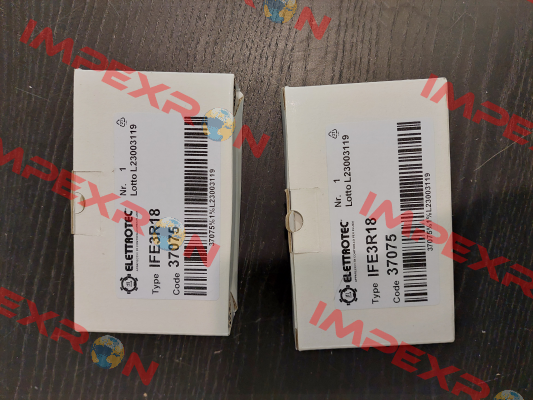 ELETTROTEC
Type IFE3R18
Code 37075
Nr. 1
Lotto L23003119
37075%1%L23003119
ELETTROTEC
Type IFE3R18
Code 37075
Nr. 1
Lotto L23003119
37075%1%L23003119
IMPEXRON
IMPEXRON
IMPEXRON
IMPEXRON
IMPEXRON